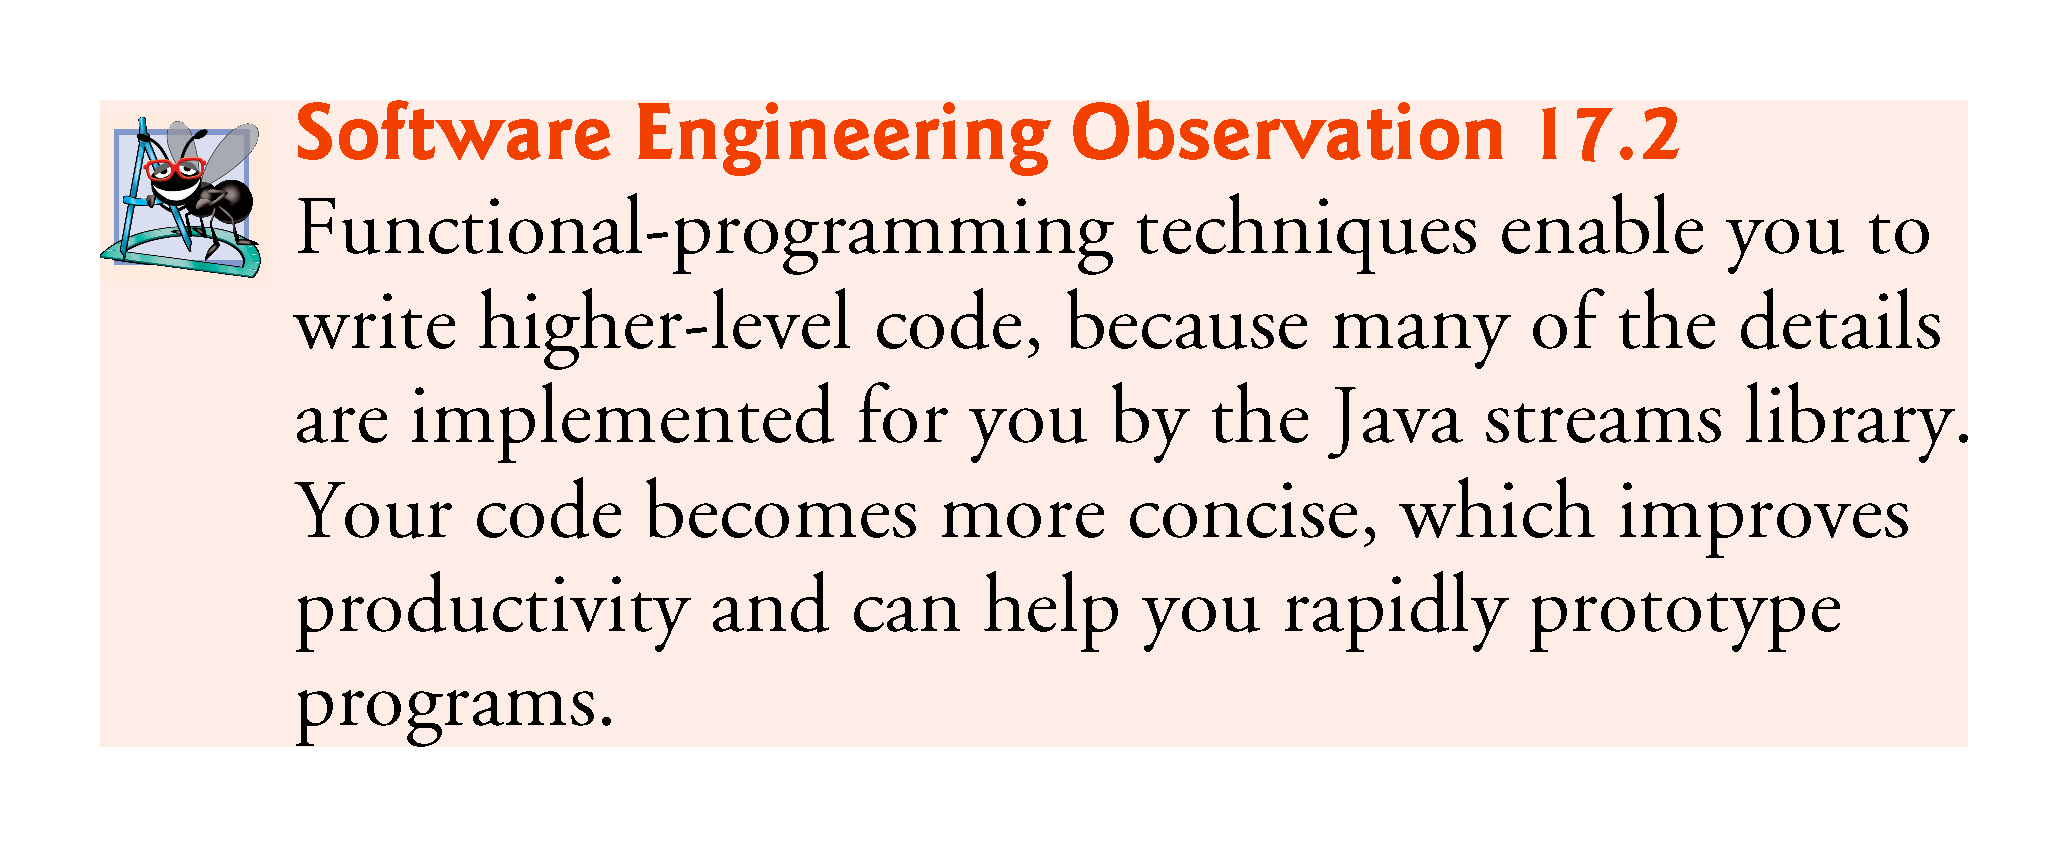 Software Engineering Observation 17.2
Functional-programming techniques enable you to
write higher-level code, because many of the details
are implemented for you by the Java streams library.
Your code becomes more concise, which improves
productivity and can help you rapidly prototype
programs.